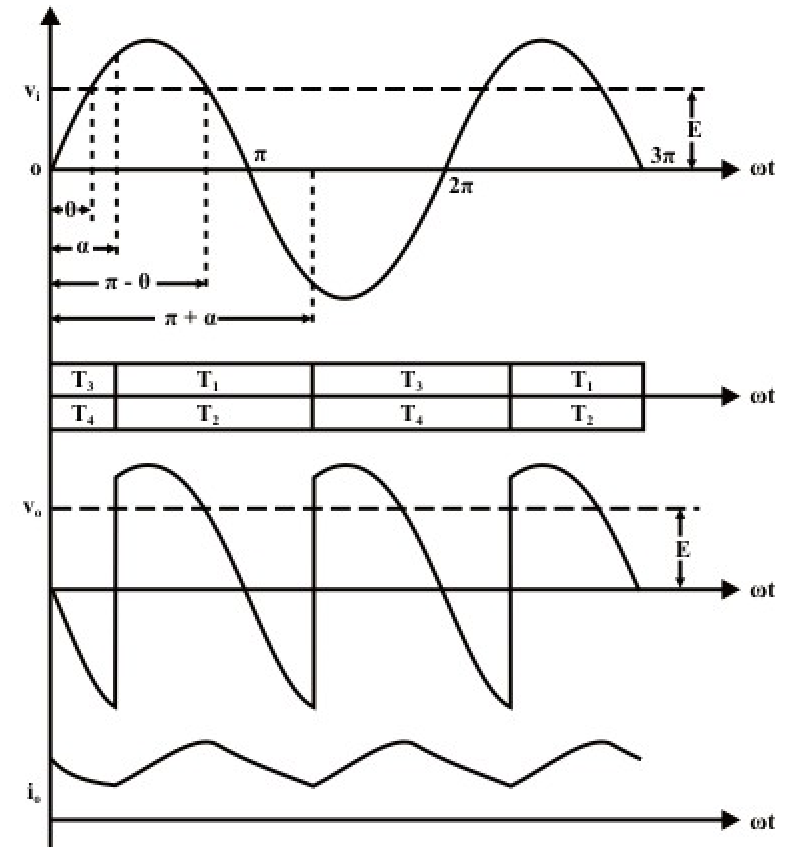 vᵢ
E
o
π
3π
ωt
2π
θ
α
π - θ
π + α
T₃ T₁ T₃ T₁
ωt
T₄ T₂ T₄ T₂
vₒ
E
ωt
iₒ
ωt